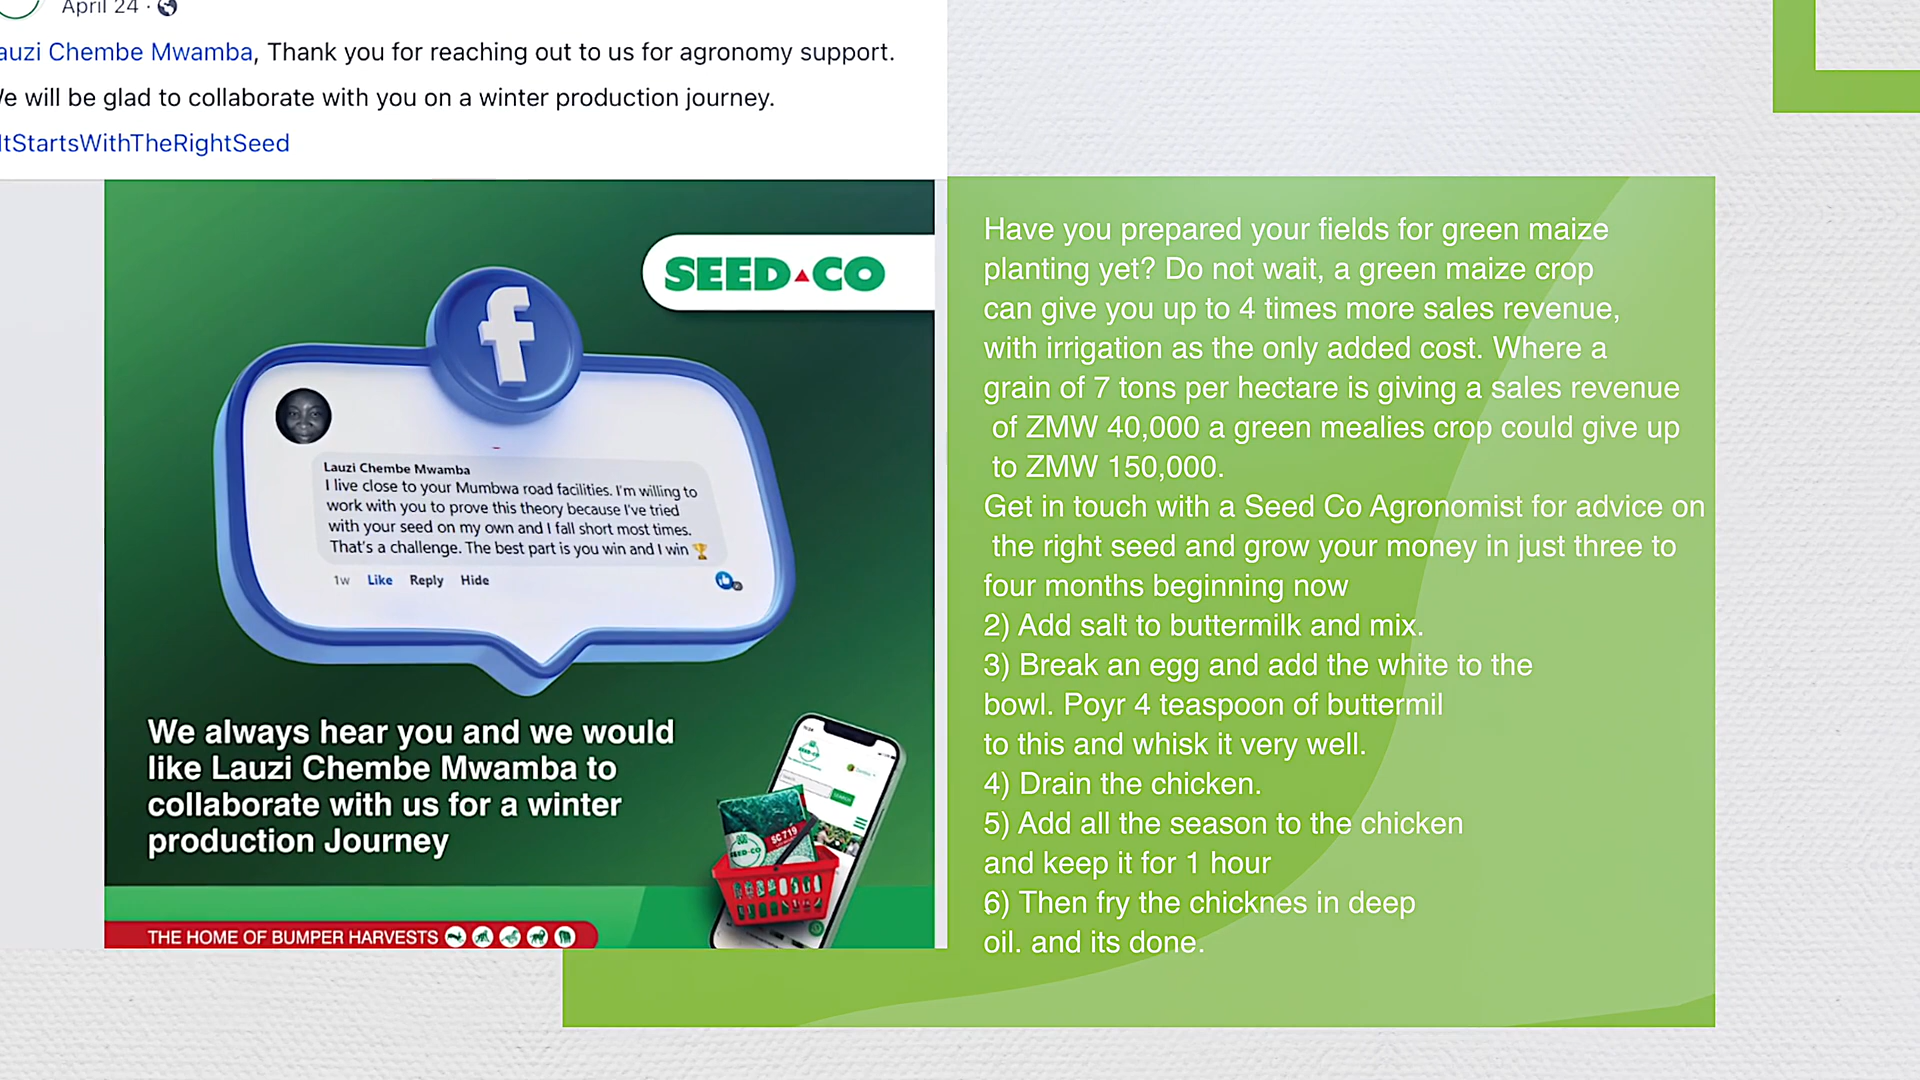 April 24 ·
auzi Chembe Mwamba, Thank you for reaching out to us for agronomy support.
e will be glad to collaborate with you on a winter production journey.
ItStartsWithTheRightSeed
SEED CO
Lauzi Chembe Mwamba
I live close to your Mumbwa road facilities. I'm willing to
work with you to prove this theory because I've tried
with your seed on my own and I fall short most times.
That's a challenge. The best part is you win and I win 🏆
1w Like Reply Hide
We always hear you and we would
like Lauzi Chembe Mwamba to
collaborate with us for a winter
production Journey
SEED CO
SC 719
THE HOME OF BUMPER HARVESTS
Have you prepared your fields for green maize
planting yet? Do not wait, a green maize crop
can give you up to 4 times more sales revenue,
with irrigation as the only added cost. Where a
grain of 7 tons per hectare is giving a sales revenue
of ZMW 40,000 a green mealies crop could give up
to ZMW 150,000.
Get in touch with a Seed Co Agronomist for advice on
the right seed and grow your money in just three to
four months beginning now
2) Add salt to buttermilk and mix.
3) Break an egg and add the white to the
bowl. Poyr 4 teaspoon of buttermil
to this and whisk it very well.
4) Drain the chicken.
5) Add all the season to the chicken
and keep it for 1 hour
6) Then fry the chicknes in deep
oil. and its done.